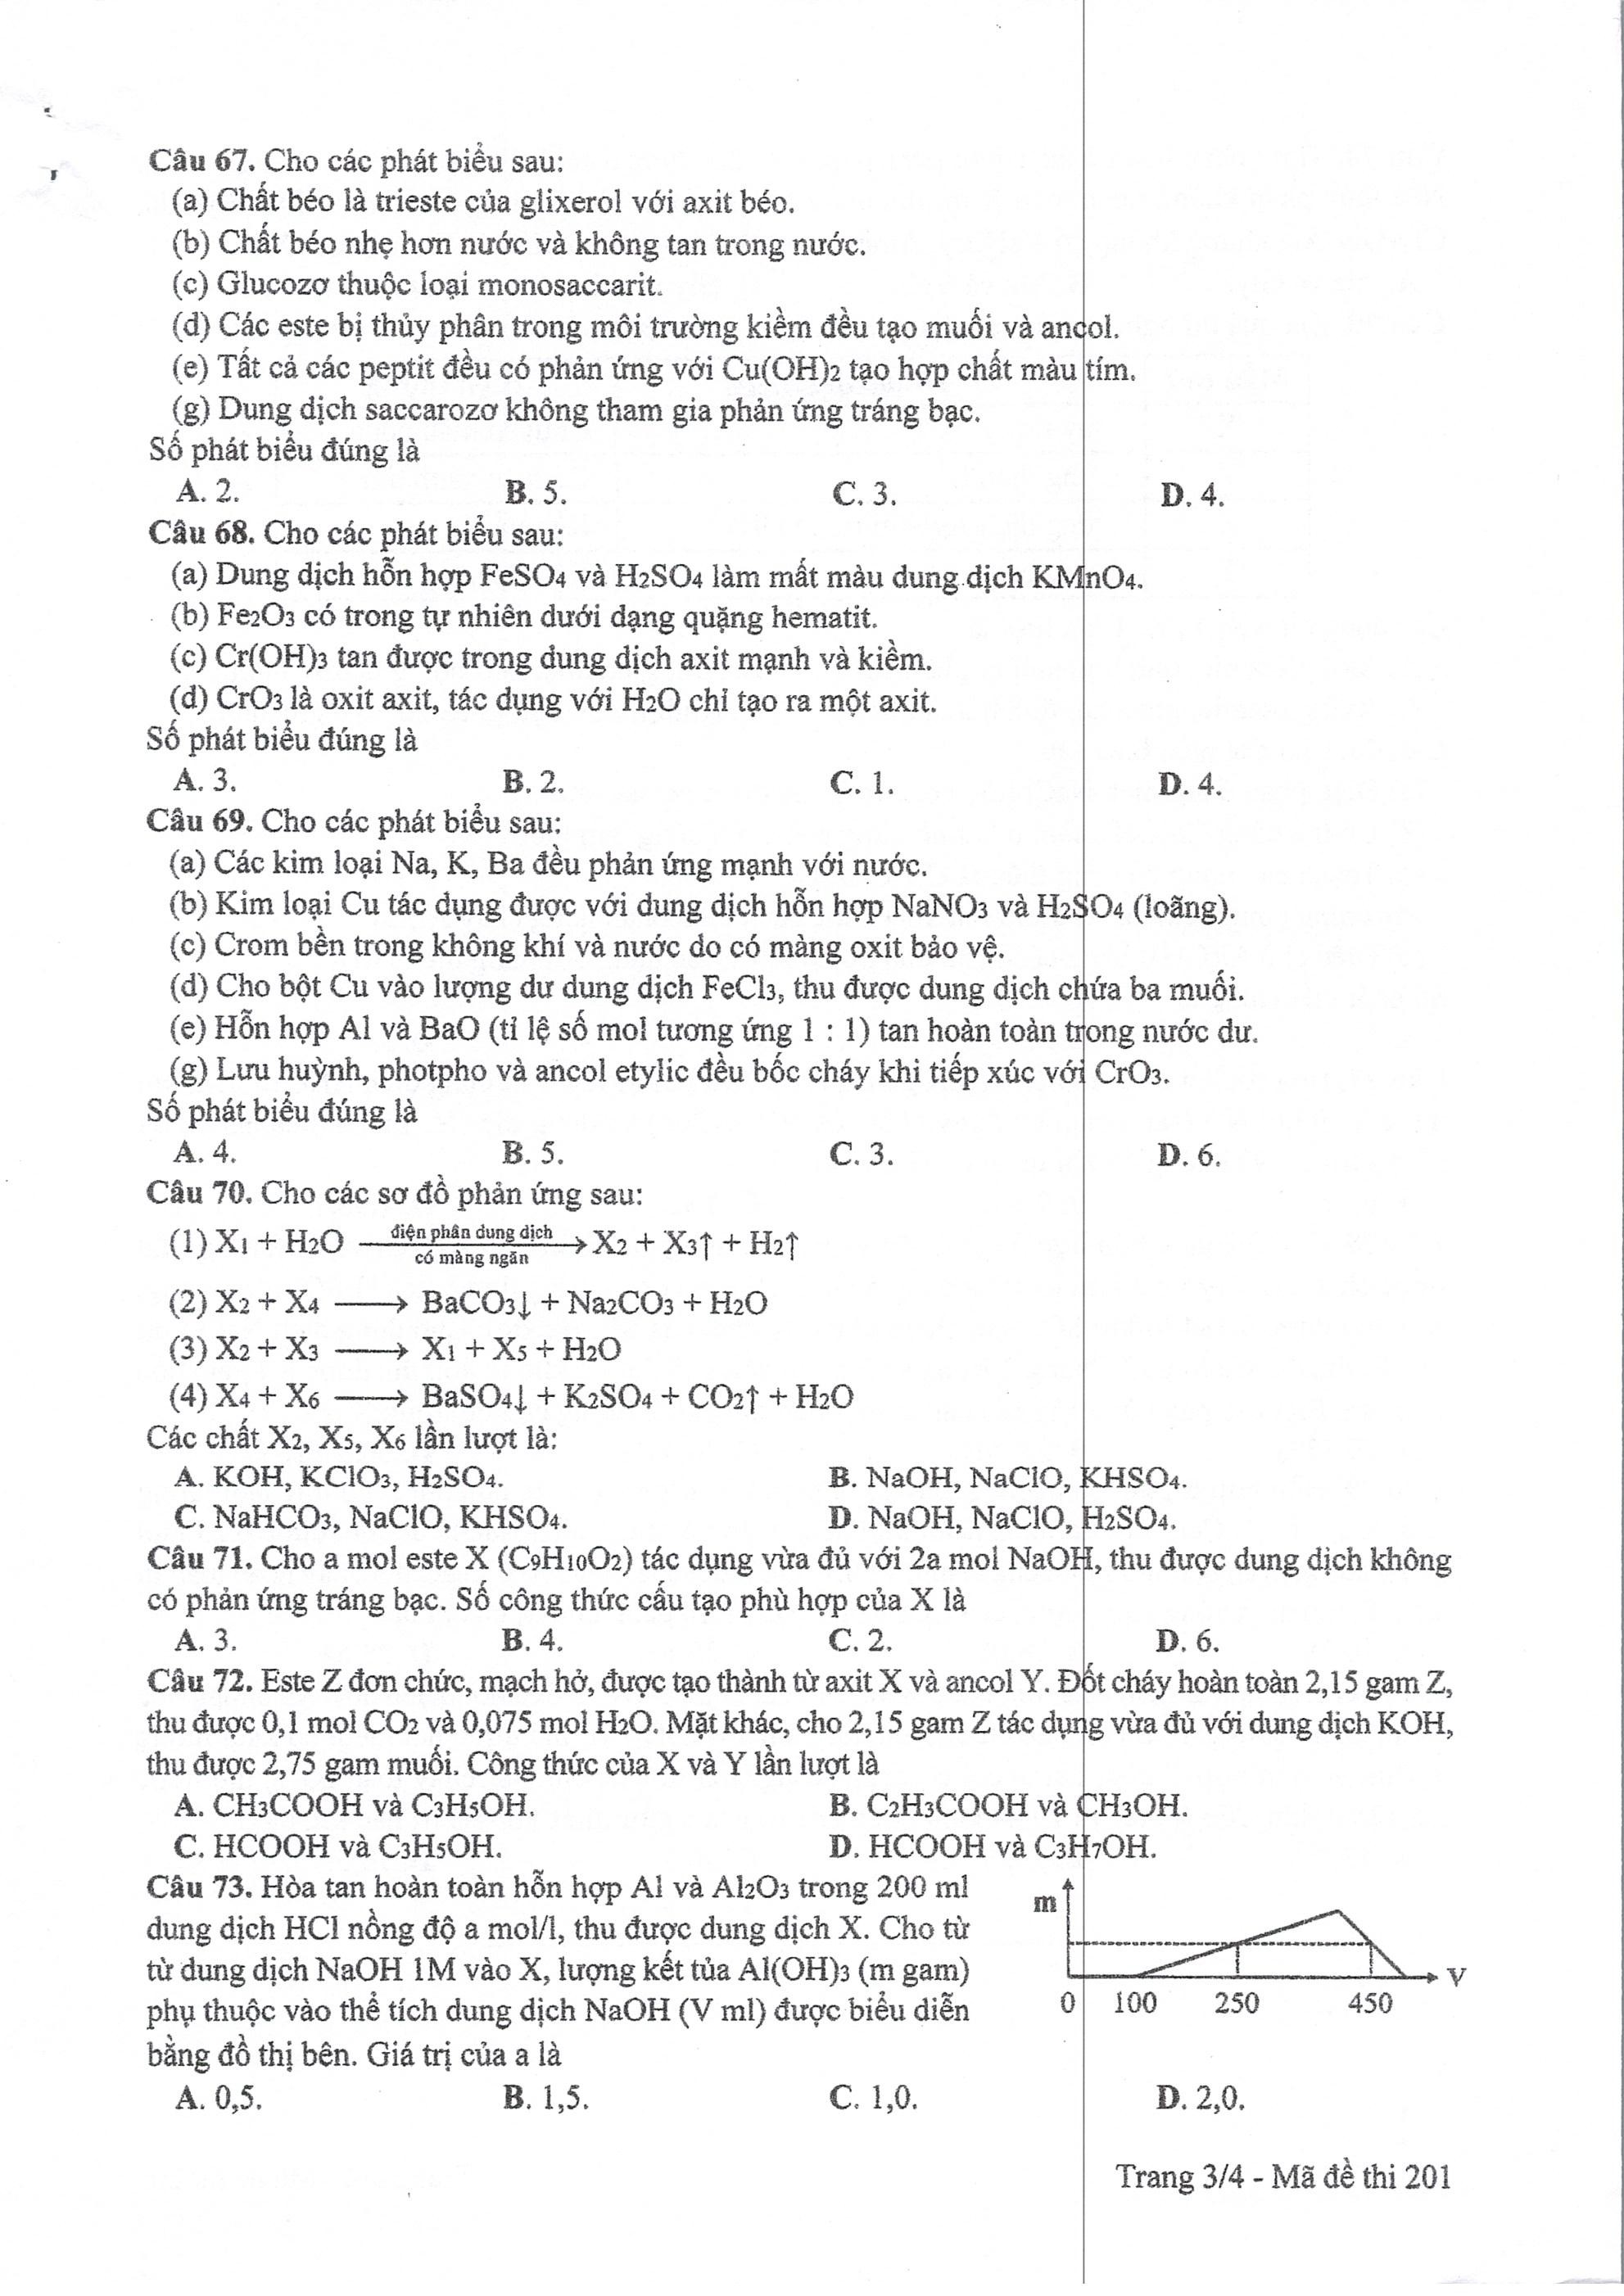 Câu 67. Cho các phát biểu sau:
(a) Chất béo là trieste của glixerol với axit béo.
(b) Chất béo nhẹ hơn nước và không tan trong nước.
(c) Glucozơ thuộc loại monosaccarit.
(d) Các este bị thủy phân trong môi trường kiềm đều tạo muối và ancol.
(e) Tất cả các peptit đều có phản ứng với Cu(OH)2 tạo hợp chất màu tím.
(g) Dung dịch saccarozơ không tham gia phản ứng tráng bạc.
Số phát biểu đúng là
A. 2. B. 5. C. 3. D. 4.
Câu 68. Cho các phát biểu sau:
(a) Dung dịch hỗn hợp FeSO4 và H2SO4 làm mất màu dung dịch KMnO4.
(b) Fe2O3 có trong tự nhiên dưới dạng quặng hematit.
(c) Cr(OH)3 tan được trong dung dịch axit mạnh và kiềm.
(d) CrO3 là oxit axit, tác dụng với H2O chỉ tạo ra một axit.
Số phát biểu đúng là
A. 3. B. 2. C. 1. D. 4.
Câu 69. Cho các phát biểu sau:
(a) Các kim loại Na, K, Ba đều phản ứng mạnh với nước.
(b) Kim loại Cu tác dụng được với dung dịch hỗn hợp NaNO3 và H2SO4 (loãng).
(c) Crom bền trong không khí và nước do có màng oxit bảo vệ.
(d) Cho bột Cu vào lượng dư dung dịch FeCl3, thu được dung dịch chứa ba muối.
(e) Hỗn hợp Al và BaO (tỉ lệ số mol tương ứng 1 : 1) tan hoàn toàn trong nước dư.
(g) Lưu huỳnh, photpho và ancol etylic đều bốc cháy khi tiếp xúc với CrO3.
Số phát biểu đúng là
A. 4. B. 5. C. 3. D. 6.
Câu 70. Cho các sơ đồ phản ứng sau:
điện phân dung dịch
(1) X1 + H2O ⟶ X2 + X3↑ + H2↑
có màng ngăn
(2) X2 + X4 ⟶ BaCO3↓ + Na2CO3 + H2O
(3) X2 + X3 ⟶ X1 + X5 + H2O
(4) X4 + X6 ⟶ BaSO4↓ + K2SO4 + CO2↑ + H2O
Các chất X2, X5, X6 lần lượt là:
A. KOH, KClO3, H2SO4. B. NaOH, NaClO, KHSO4.
C. NaHCO3, NaClO, KHSO4. D. NaOH, NaClO, H2SO4.
Câu 71. Cho a mol este X (C9H10O2) tác dụng vừa đủ với 2a mol NaOH, thu được dung dịch không
có phản ứng tráng bạc. Số công thức cấu tạo phù hợp của X là
A. 3. B. 4. C. 2. D. 6.
Câu 72. Este Z đơn chức, mạch hở, được tạo thành từ axit X và ancol Y. Đốt cháy hoàn toàn 2,15 gam Z,
thu được 0,1 mol CO2 và 0,075 mol H2O. Mặt khác, cho 2,15 gam Z tác dụng vừa đủ với dung dịch KOH,
thu được 2,75 gam muối. Công thức của X và Y lần lượt là
A. CH3COOH và C3H5OH. B. C2H3COOH và CH3OH.
C. HCOOH và C3H5OH. D. HCOOH và C3H7OH.
Câu 73. Hòa tan hoàn toàn hỗn hợp Al và Al2O3 trong 200 ml
dung dịch HCl nồng độ a mol/l, thu được dung dịch X. Cho từ
từ dung dịch NaOH 1M vào X, lượng kết tủa Al(OH)3 (m gam)
phụ thuộc vào thể tích dung dịch NaOH (V ml) được biểu diễn
bằng đồ thị bên. Giá trị của a là
m
V
0 100 250 450
A. 0,5. B. 1,5. C. 1,0. D. 2,0.
Trang 3/4 - Mã đề thi 201